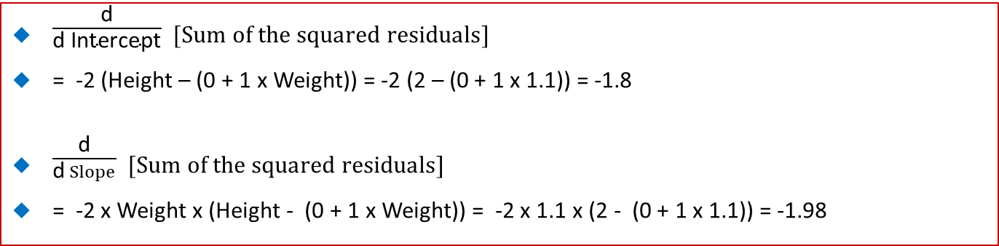 d
d Intercept [Sum of the squared residuals]
= -2 (Height – (0 + 1 x Weight)) = -2 (2 – (0 + 1 x 1.1)) = -1.8
d
d Slope [Sum of the squared residuals]
= -2 x Weight x (Height - (0 + 1 x Weight)) = -2 x 1.1 x (2 - (0 + 1 x 1.1)) = -1.98